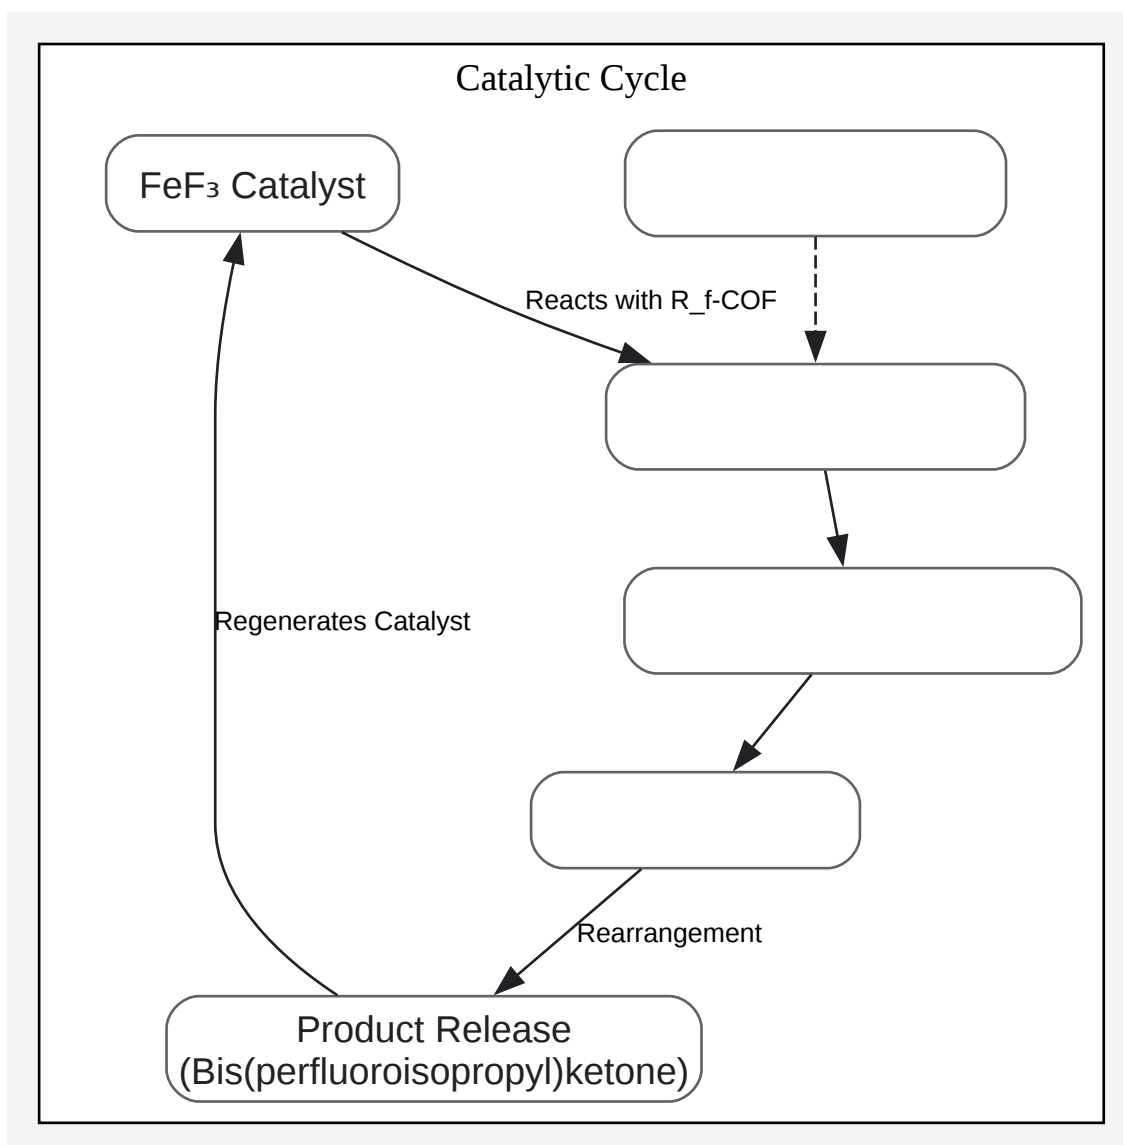 Catalytic Cycle
FeF₃ Catalyst
Reacts with R_f-COF
Regenerates Catalyst
Rearrangement
Product Release
(Bis(perfluoroisopropyl)ketone)